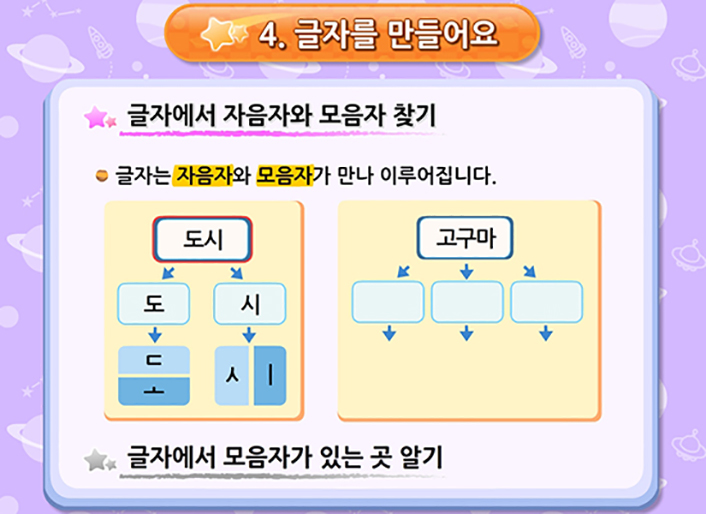 4. 글자를 만들어요
글자에서 자음자와 모음자 찾기
글자는 자음자와 모음자가 만나 이루어집니다.
도시 고구마
도 시
ㄷ
ㅗ
ㅅ ㅣ
글자에서 모음자가 있는 곳 알기